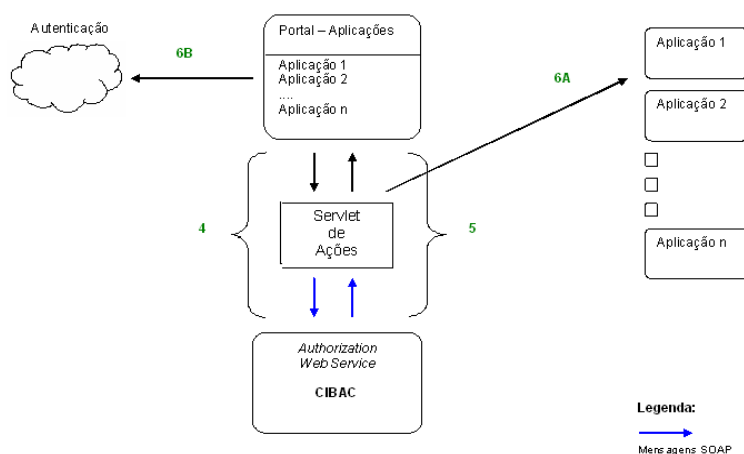 Autenticação
6B
Portal – Aplicações
Aplicação 1
Aplicação 2
....
Aplicação n
6A
Aplicação 1
Aplicação 2
Aplicação n
4
Servlet
de
Ações
5
Authorization
Web Service
CIBAC
Legenda:
Mensagens SOAP